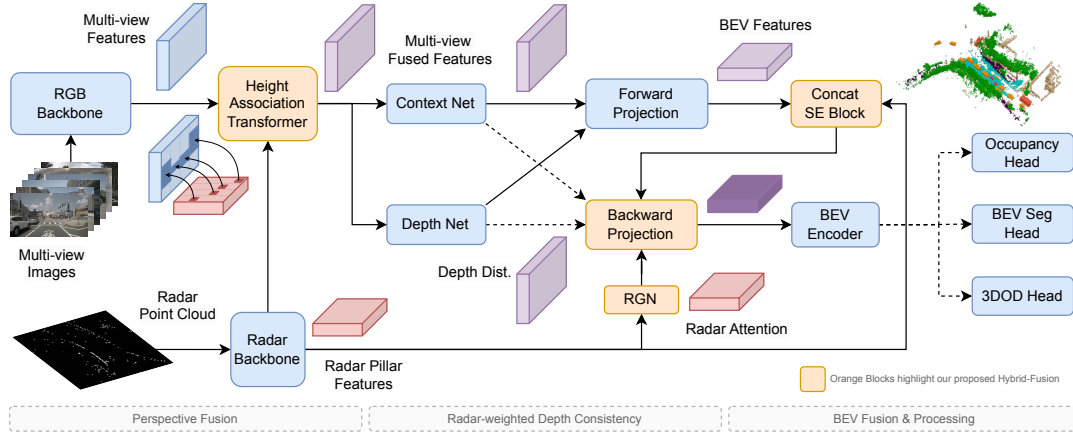 Multi-view
Features
RGB
Backbone
Multi-view
Images
Height
Association
Transformer
Multi-view
Fused Features
Context Net
Depth Net
Depth Dist.
BEV Features
Forward
Projection
Concat
SE Block
Backward
Projection
BEV
Encoder
RGN
Radar Attention
Occupancy
Head
BEV Seg
Head
3DOD Head
Radar
Point Cloud
Radar
Backbone
Radar Pillar
Features
Orange Blocks highlight our proposed Hybrid-Fusion
Perspective Fusion
Radar-weighted Depth Consistency
BEV Fusion & Processing